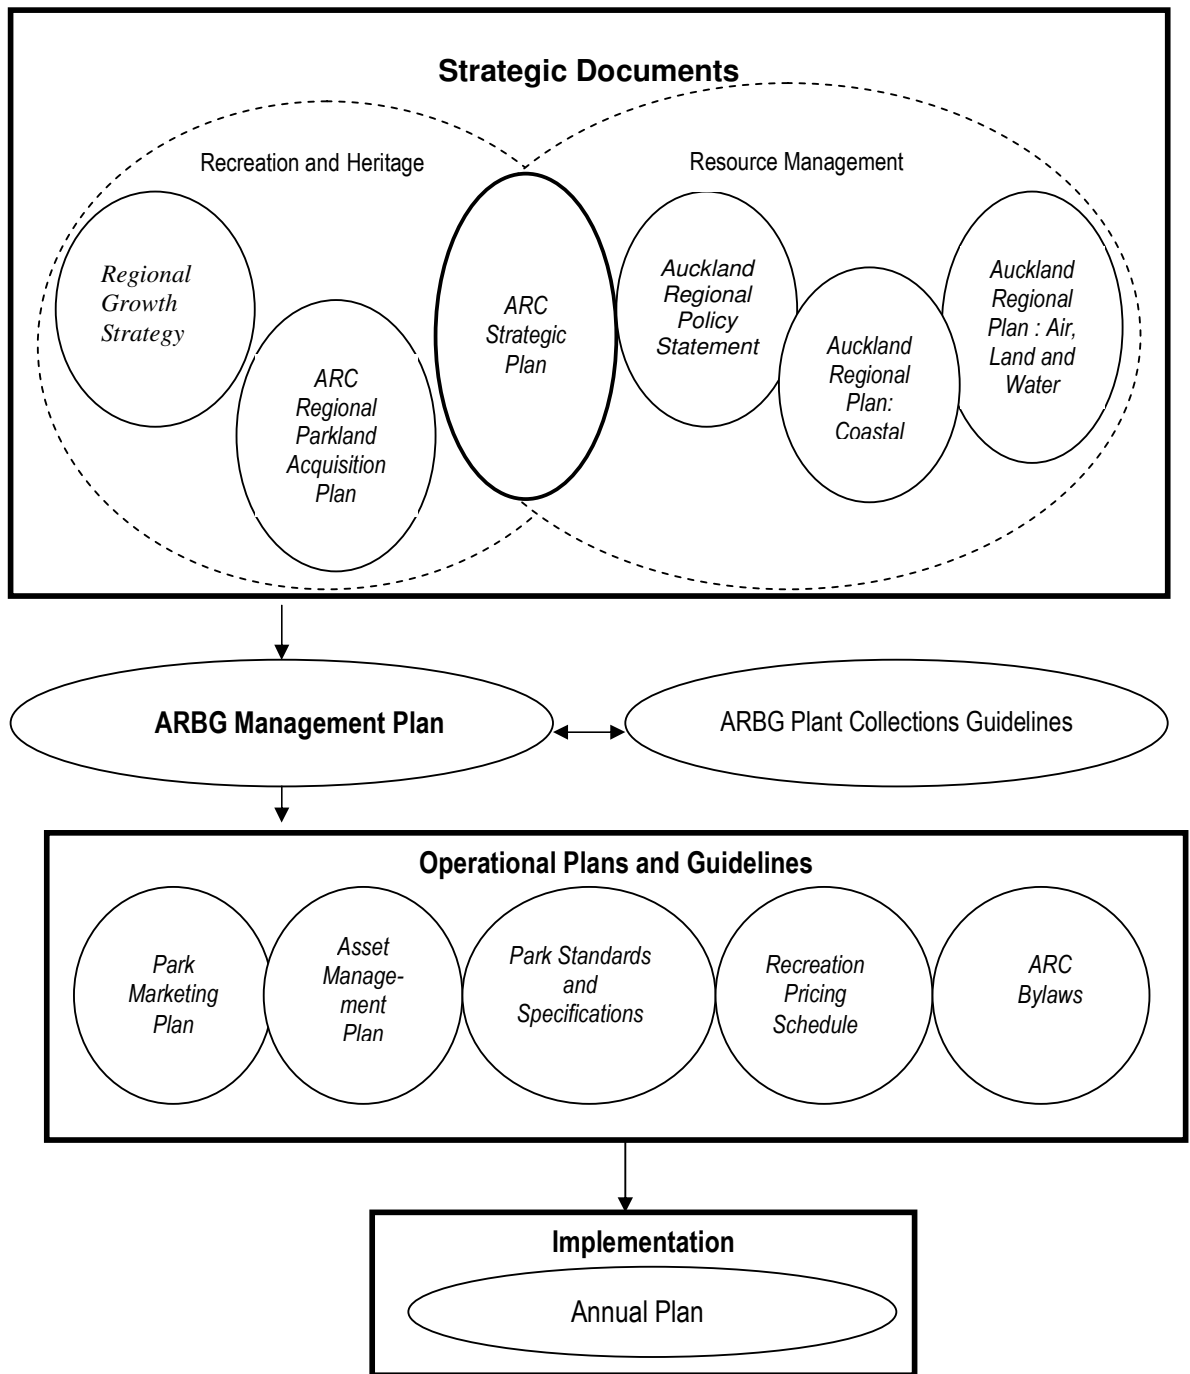 Strategic Documents
Recreation and Heritage
Resource Management
Regional
Growth
Strategy
ARC
Regional
Parkland
Acquisition
Plan
ARC
Strategic
Plan
Auckland
Regional
Policy
Statement
Auckland
Regional
Plan:
Coastal
Auckland
Regional
Plan : Air,
Land and
Water
ARBG Management Plan
ARBG Plant Collections Guidelines
Operational Plans and Guidelines
Park
Marketing
Plan
Asset
Manage-
ment
Plan
Park Standards
and
Specifications
Recreation
Pricing
Schedule
ARC
Bylaws
Implementation
Annual Plan